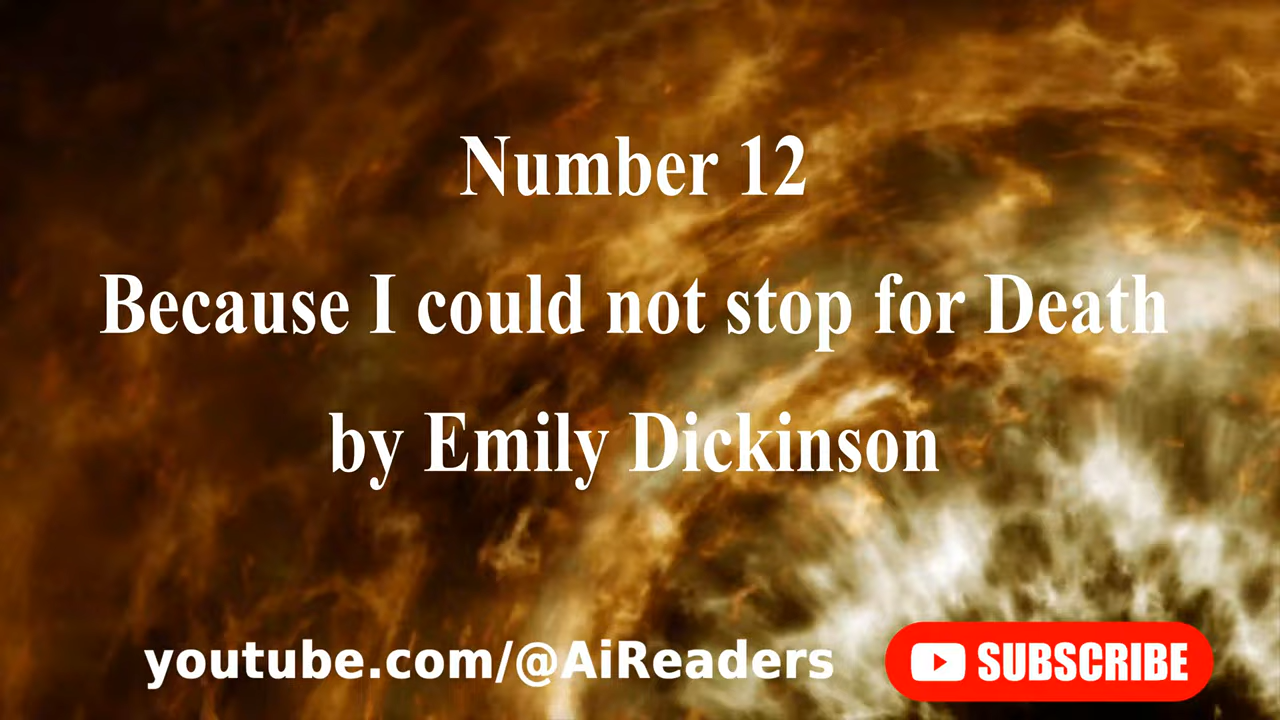 Number 12
Because I could not stop for Death
by Emily Dickinson
youtube.com/@AiReaders
SUBSCRIBE